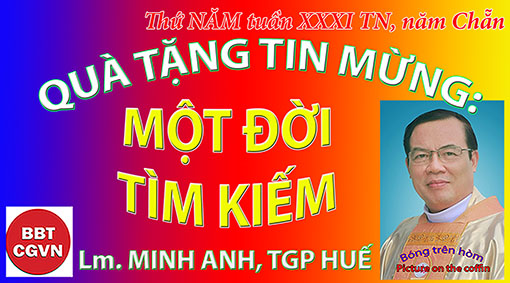 Thứ NĂM tuần XXXI TN, năm Chẵn
QUÀ TẶNG TIN MỪNG:
MỘT ĐỜI
TÌM KIẾM
BBT
CGVN
Lm. MINH ANH, TGP HUẾ
Bóng trên hòm
Picture on the coffin